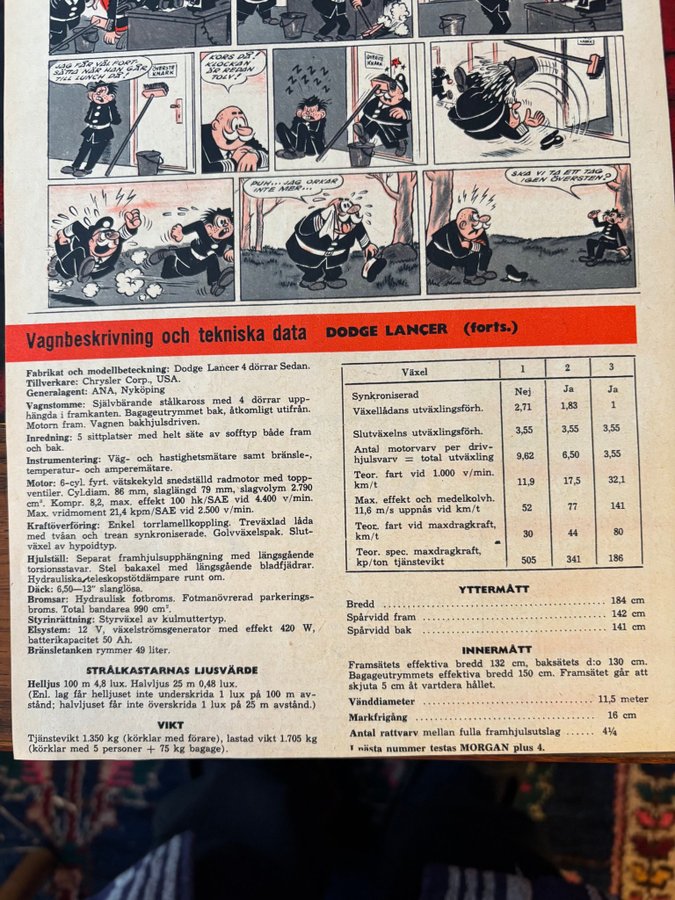 JAG FÅR VÄL FORT-
SÄTTA NÄR HAN GÅR
TILL LUNCH DÅ!
ÖVERSTE
KNARK
KORS DÅ!
KLOCKAN
ÄR REDAN
TOLV!
ÖVERSTE
KNARK
PUH... JAG ORKAR
INTE MER...
SKA VI TA ETT TAG
IGEN ÖVERSTEN?
Vagnbeskrivning och tekniska data DODGE LANCER (forts.)
Fabrikat och modellbeteckning: Dodge Lancer 4 dörrar Sedan.
Tillverkare: Chrysler Corp., USA.
Generalagent: ANA, Nyköping
Vagnstomme: Självbärande stålkaross med 4 dörrar upp-
hängda i framkanten. Bagageutrymmet bak, åtkomligt utifrån.
Motorn fram. Vagnen bakhjulsdriven.
Inredning: 5 sittplatser med helt säte av sofftyp både fram
och bak.
Instrumentering: Väg- och hastighetsmätare samt bränsle-,
temperatur- och amperemätare.
Motor: 6-cyl. fyrt. vätskekyld snedställd radmotor med topp-
ventiler. Cyl.diam. 86 mm, slaglängd 79 mm, slagvolym 2.790
cm³. Kompr. 8,2, max. effekt 100 hk/SAE vid 4.400 v/min.
Max. vridmoment 21,4 kpm/SAE vid 2.500 v/min.
Kraftöverföring: Enkel torrlamellkoppling. Treväxlad låda
med tvåan och trean synkroniserade. Golvväxelspak. Slut-
växel av hypoidtyp.
Hjulställ: Separat framhjulsupphängning med längsgående
torsionsstavar. Stel bakaxel med längsgående bladfjädrar.
Hydrauliska teleskopstötdämpare runt om.
Däck: 6,50—13" slanglösa.
Bromsar: Hydraulisk fotbroms. Fotmanövrerad parkerings-
broms. Total bandarea 990 cm².
Styrinrättning: Styrväxel av kulmuttertyp.
Elsystem: 12 V, växelströmsgenerator med effekt 420 W,
batterikapacitet 50 Ah.
Bränsletanken rymmer 49 liter.
STRÅLKASTARNAS LJUSVÄRDE
Helljus 100 m 4,8 lux. Halvljus 25 m 0,48 lux.
(Enl. lag får helljuset inte underskrida 1 lux på 100 m av-
stånd; halvljuset får inte överskrida 1 lux på 25 m avstånd.)
VIKT
Tjänstevikt 1.350 kg (körklar med förare), lastad vikt 1.705 kg
(körklar med 5 personer + 75 kg bagage).
Växel 1 2 3
Synkroniserad Nej Ja Ja
Växellådans utväxlingsförh. 2,71 1,83 1
Slutväxelns utväxlingsförh. 3,55 3,55 3,55
Antal motorvarv per driv-
hjulsvarv = total utväxling 9,62 6,50 3,55
Teor. fart vid 1.000 v/min.
km/t 11,9 17,5 32,1
Max. effekt och medelkolvh.
11,6 m/s uppnås vid km/t 52 77 141
Teor. fart vid maxdragkraft,
km/t 30 44 80
Teor. spec. maxdragkraft,
kp/ton tjänstevikt 505 341 186
YTTERMÅTT
Bredd 184 cm
Spårvidd fram 142 cm
Spårvidd bak 141 cm
INNERMÅTT
Framsätets effektiva bredd 132 cm, baksätets d:o 130 cm.
Bagageutrymmets effektiva bredd 150 cm. Framsätet går att
skjuta 5 cm åt vartdera hållet.
Vänddiameter 11,5 meter
Markfrigång 16 cm
Antal rattvarv mellan fulla framhjulsutslag 4¼
I nästa nummer testas MORGAN plus 4.